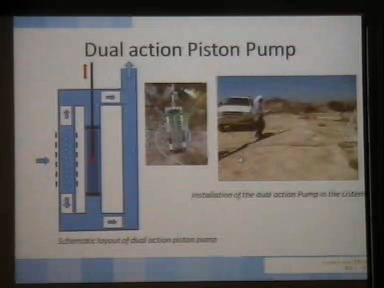 Dual action Piston Pump
Installation of the dual action Pump in the Listen
Schematic layout of dual action piston pump